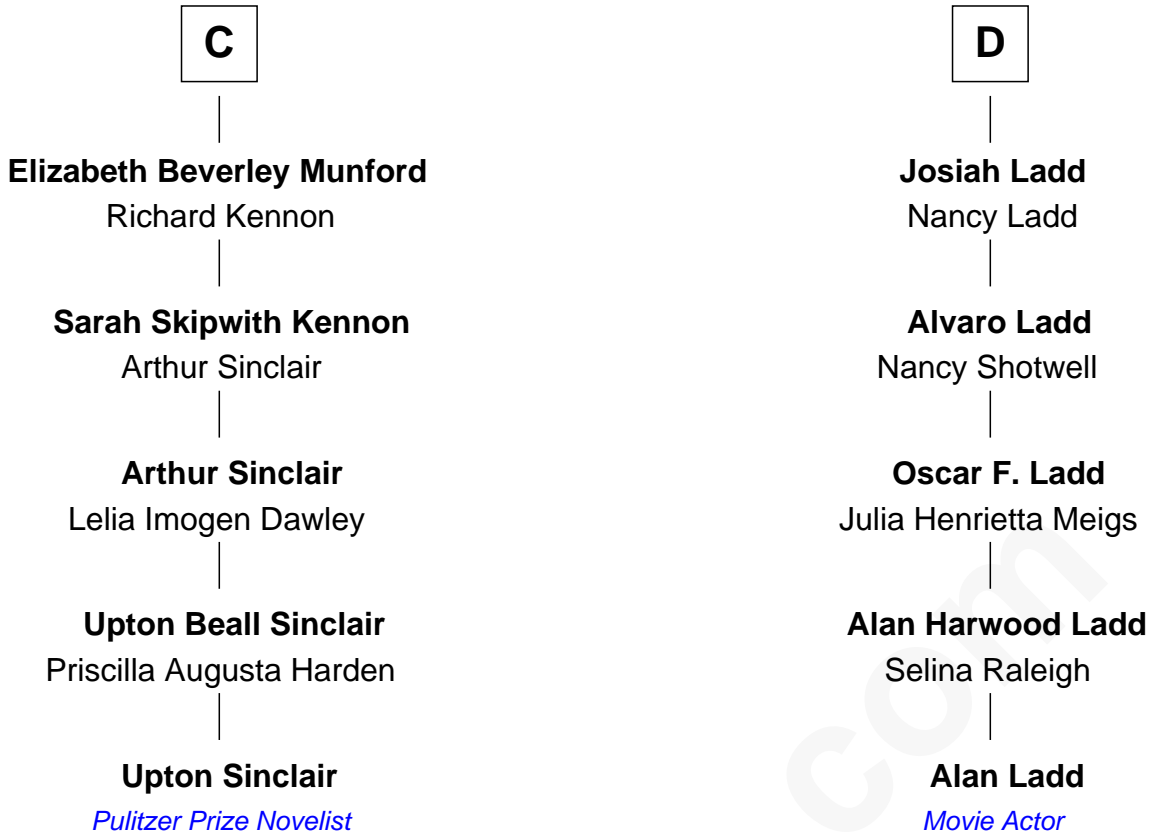 C
Elizabeth Beverley Munford
Richard Kennon
Sarah Skipwith Kennon
Arthur Sinclair
Arthur Sinclair
Lelia Imogen Dawley
Upton Beall Sinclair
Priscilla Augusta Harden
Upton Sinclair
Pulitzer Prize Novelist
D
Josiah Ladd
Nancy Ladd
Alvaro Ladd
Nancy Shotwell
Oscar F. Ladd
Julia Henrietta Meigs
Alan Harwood Ladd
Selina Raleigh
Alan Ladd
Movie Actor
com